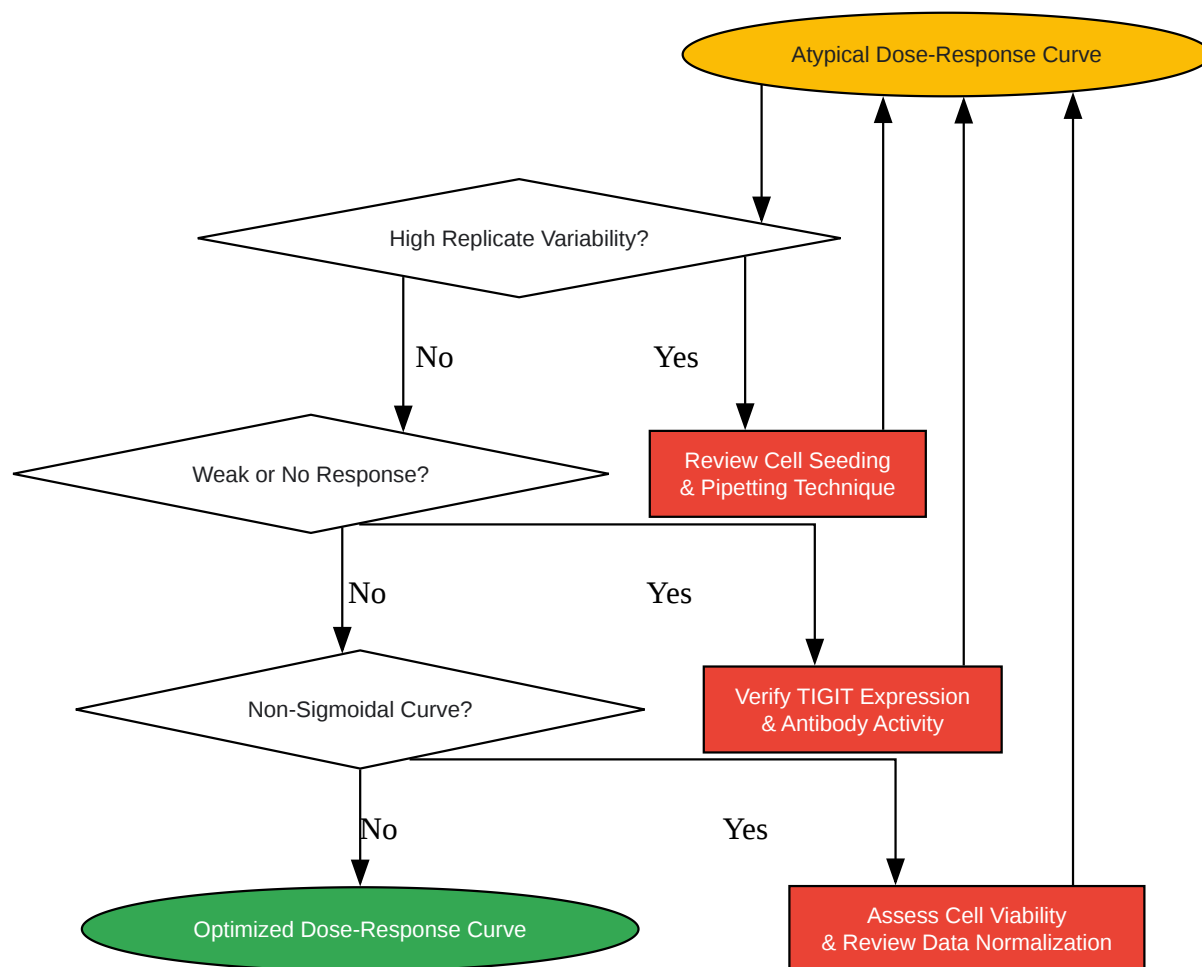 Atypical Dose-Response Curve
High Replicate Variability?
No
Yes
Weak or No Response?
Review Cell Seeding
& Pipetting Technique
No
Yes
Non-Sigmoidal Curve?
Verify TIGIT Expression
& Antibody Activity
No
Yes
Optimized Dose-Response Curve
Assess Cell Viability
& Review Data Normalization